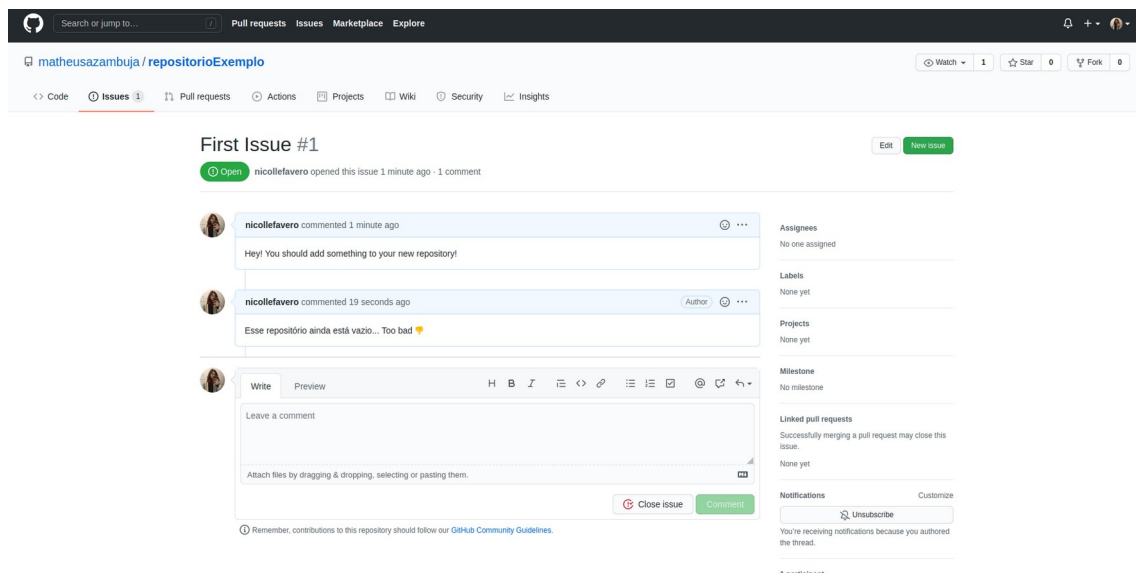 Search or jump to... /
Pull requests Issues Marketplace Explore
matheusazambuja / repositorioExemplo
Watch 1 Star 0 Fork 0
Code Issues 1 Pull requests Actions Projects Wiki Security Insights
First Issue #1
Edit New issue
Open nicollefavero opened this issue 1 minute ago · 1 comment
nicollefavero commented 1 minute ago
Hey! You should add something to your new repository!
nicollefavero commented 19 seconds ago Author
Esse repositório ainda está vazio... Too bad 👎
Write Preview
Leave a comment
Attach files by dragging & dropping, selecting or pasting them.
Close issue Comment
Remember, contributions to this repository should follow our GitHub Community Guidelines.
Assignees
No one assigned
Labels
None yet
Projects
None yet
Milestone
No milestone
Linked pull requests
Successfully merging a pull request may close this
issue.
None yet
Notifications Customize
Unsubscribe
You're receiving notifications because you authored
the thread.